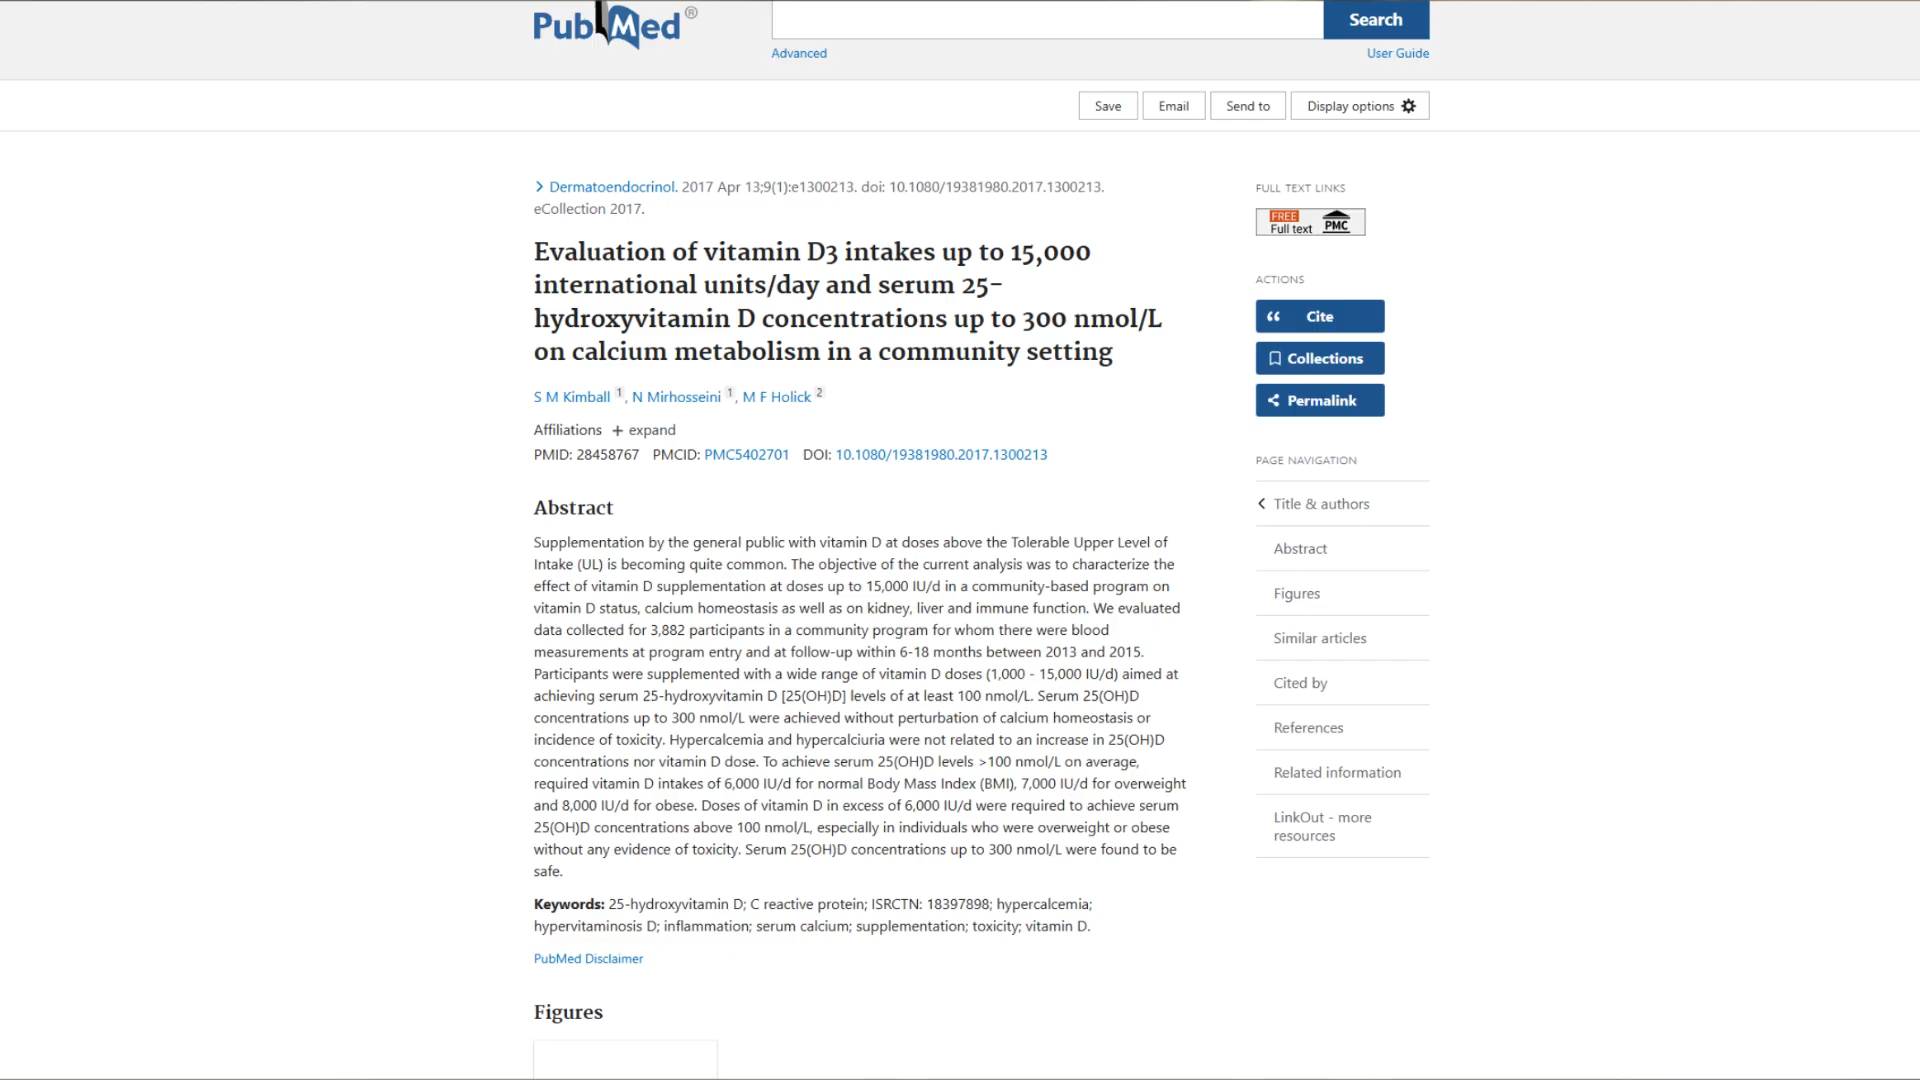 PubMed®
Search
Advanced
User Guide
Save
Email
Send to
Display options
Dermatoendocrinol. 2017 Apr 13;9(1):e1300213. doi: 10.1080/19381980.2017.1300213.
eCollection 2017.
Evaluation of vitamin D3 intakes up to 15,000
international units/day and serum 25-
hydroxyvitamin D concentrations up to 300 nmol/L
on calcium metabolism in a community setting
S M Kimball 1, N Mirhosseini 1, M F Holick 2
Affiliations + expand
PMID: 28458767 PMCID: PMC5402701 DOI: 10.1080/19381980.2017.1300213
Abstract
Supplementation by the general public with vitamin D at doses above the Tolerable Upper Level of
Intake (UL) is becoming quite common. The objective of the current analysis was to characterize the
effect of vitamin D supplementation at doses up to 15,000 IU/d in a community-based program on
vitamin D status, calcium homeostasis as well as on kidney, liver and immune function. We evaluated
data collected for 3,882 participants in a community program for whom there were blood
measurements at program entry and at follow-up within 6-18 months between 2013 and 2015.
Participants were supplemented with a wide range of vitamin D doses (1,000 - 15,000 IU/d) aimed at
achieving serum 25-hydroxyvitamin D [25(OH)D] levels of at least 100 nmol/L. Serum 25(OH)D
concentrations up to 300 nmol/L were achieved without perturbation of calcium homeostasis or
incidence of toxicity. Hypercalcemia and hypercalciuria were not related to an increase in 25(OH)D
concentrations nor vitamin D dose. To achieve serum 25(OH)D levels >100 nmol/L on average,
required vitamin D intakes of 6,000 IU/d for normal Body Mass Index (BMI), 7,000 IU/d for overweight
and 8,000 IU/d for obese. Doses of vitamin D in excess of 6,000 IU/d were required to achieve serum
25(OH)D concentrations above 100 nmol/L, especially in individuals who were overweight or obese
without any evidence of toxicity. Serum 25(OH)D concentrations up to 300 nmol/L were found to be
safe.
Keywords: 25-hydroxyvitamin D; C reactive protein; ISRCTN: 18397898; hypercalcemia;
hypervitaminosis D; inflammation; serum calcium; supplementation; toxicity; vitamin D.
PubMed Disclaimer
Figures
FULL TEXT LINKS
FREE
Full text
PMC
ACTIONS
Cite
Collections
Permalink
PAGE NAVIGATION
Title & authors
Abstract
Figures
Similar articles
Cited by
References
Related information
LinkOut - more
resources